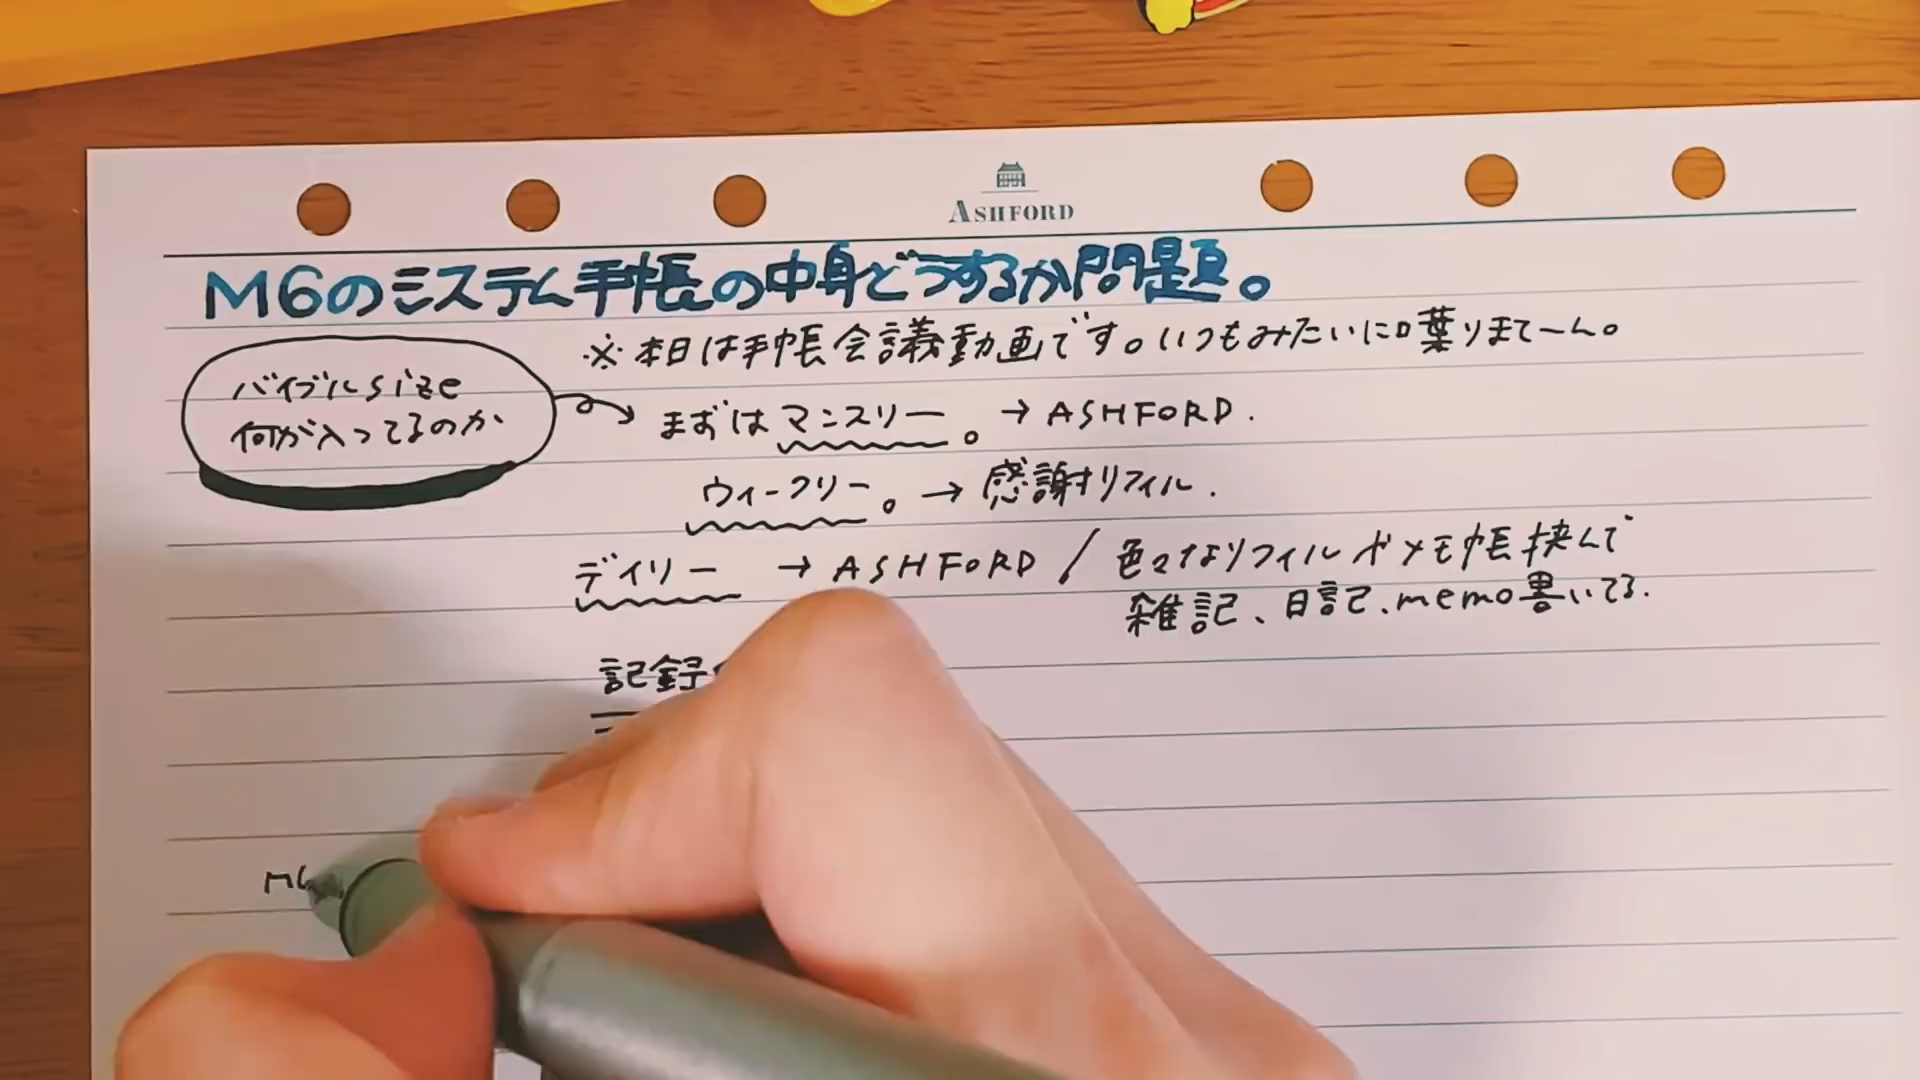 ASHFORD
M6のシステム手帳の中身どうするか問題。
※本日は手帳会議動画です。いつもみたいに喋りませーん。
バイブルsize
何が入ってるのか
まずはマンスリー。→ASHFORD.
ウィークリー。→感謝リフィル.
デイリー →ASHFORD / 色々なリフィルやメモ帳挟んで
雑記、日記、memo書いてる.
記録
M6